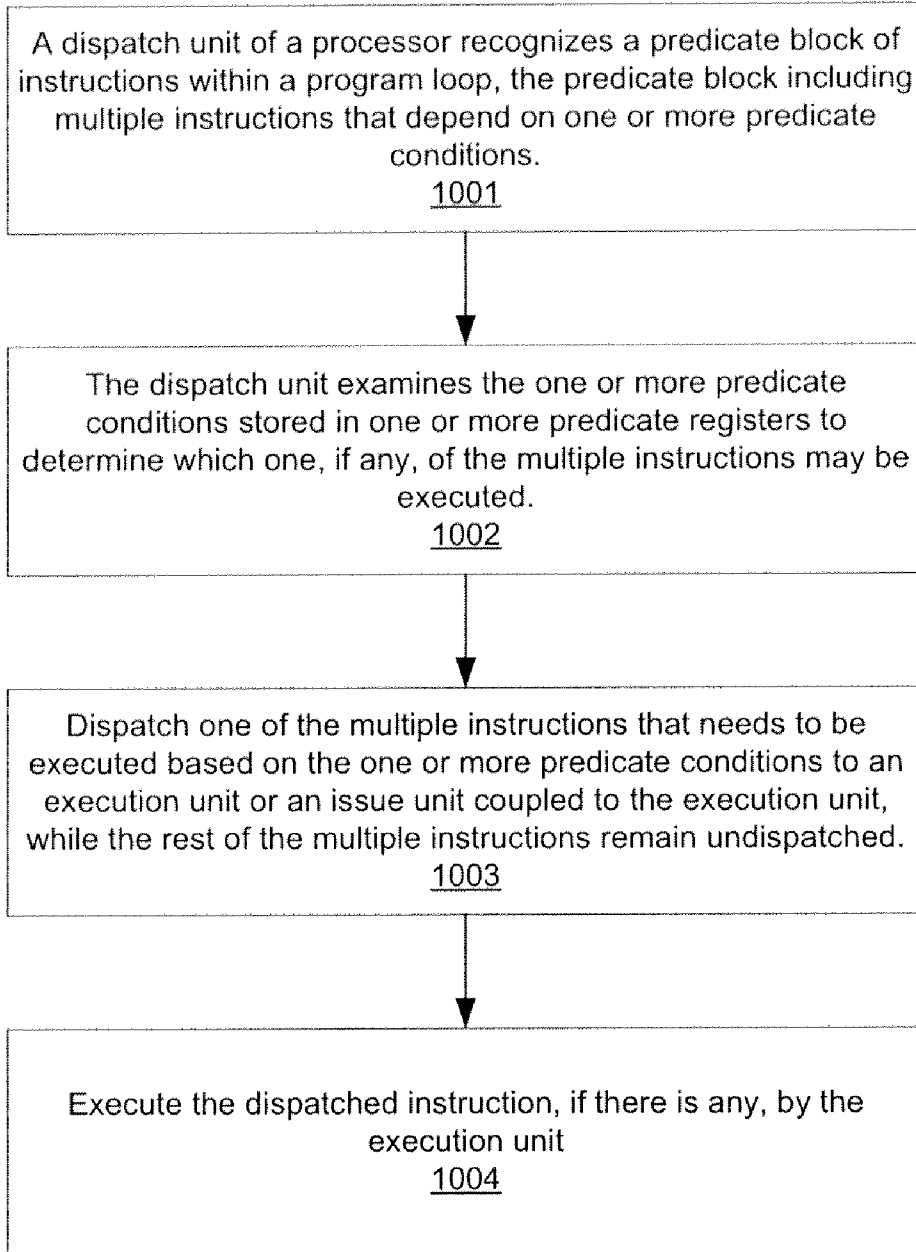 A dispatch unit of a processor recognizes a predicate block of
instructions within a program loop, the predicate block including
multiple instructions that depend on one or more predicate
conditions.
1001
The dispatch unit examines the one or more predicate
conditions stored in one or more predicate registers to
determine which one, if any, of the multiple instructions may be
executed.
1002
Dispatch one of the multiple instructions that needs to be
executed based on the one or more predicate conditions to an
execution unit or an issue unit coupled to the execution unit,
while the rest of the multiple instructions remain undispatched.
1003
Execute the dispatched instruction, if there is any, by the
execution unit
1004